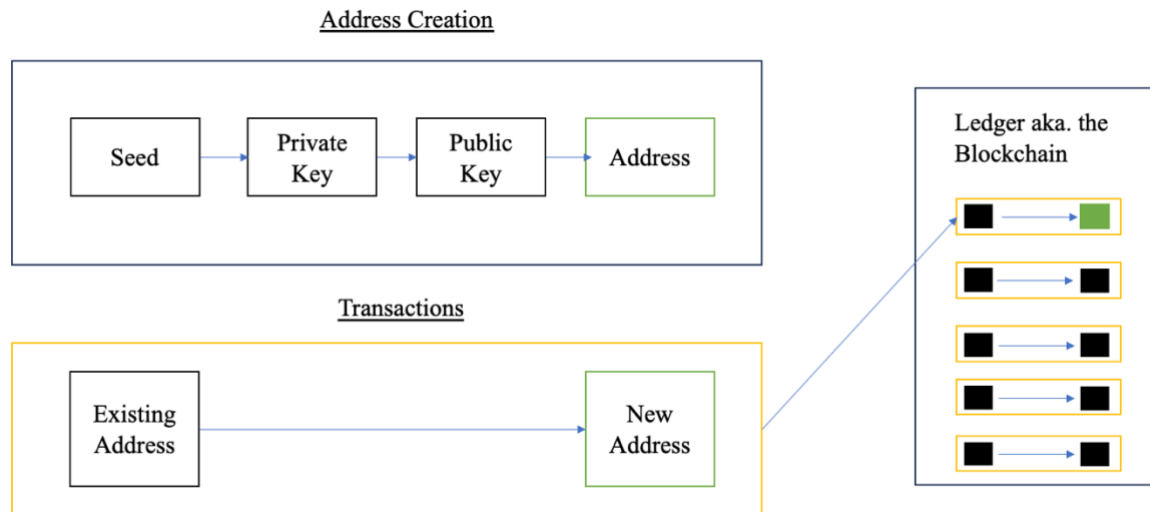 Address Creation
Seed
Private
Key
Public
Key
Address
Transactions
Existing
Address
New
Address
Ledger aka. the
Blockchain